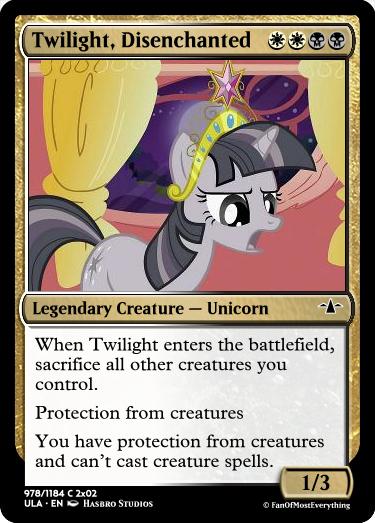 Twilight, Disenchanted
Legendary Creature — Unicorn
When Twilight enters the battlefield,
sacrifice all other creatures you
control.
Protection from creatures
You have protection from creatures
and can't cast creature spells.
1/3
978/1184 C 2x02
ULA • EN Hasbro Studios
© FanOfMostEverything